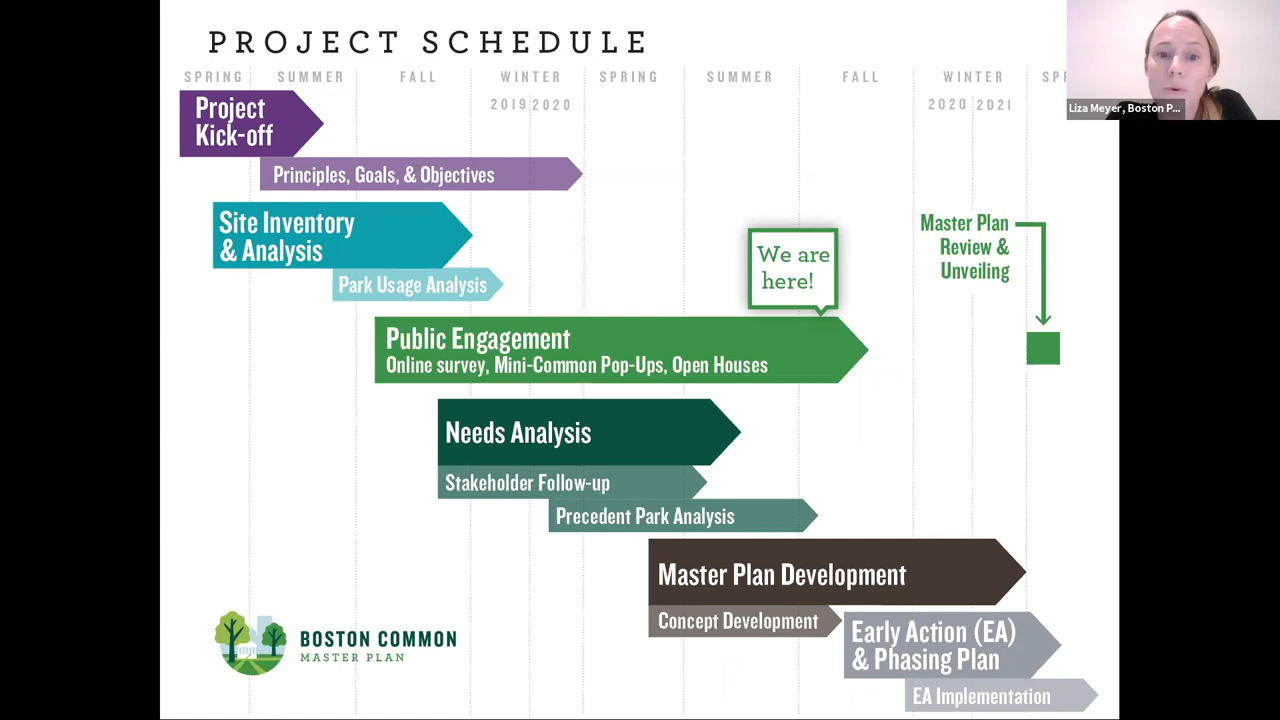 PROJECT SCHEDULE
SPRING SUMMER FALL WINTER SPRING SUMMER FALL WINTER SPR
2019 2020 2020 2021
Liza Meyer, Boston P...
Project
Kick-off
Principles, Goals, & Objectives
Site Inventory
& Analysis
Park Usage Analysis
We are
here!
Master Plan
Review &
Unveiling
Public Engagement
Online survey, Mini-Common Pop-Ups, Open Houses
Needs Analysis
Stakeholder Follow-up
Precedent Park Analysis
Master Plan Development
Concept Development
Early Action (EA)
& Phasing Plan
EA Implementation
BOSTON COMMON
MASTER PLAN